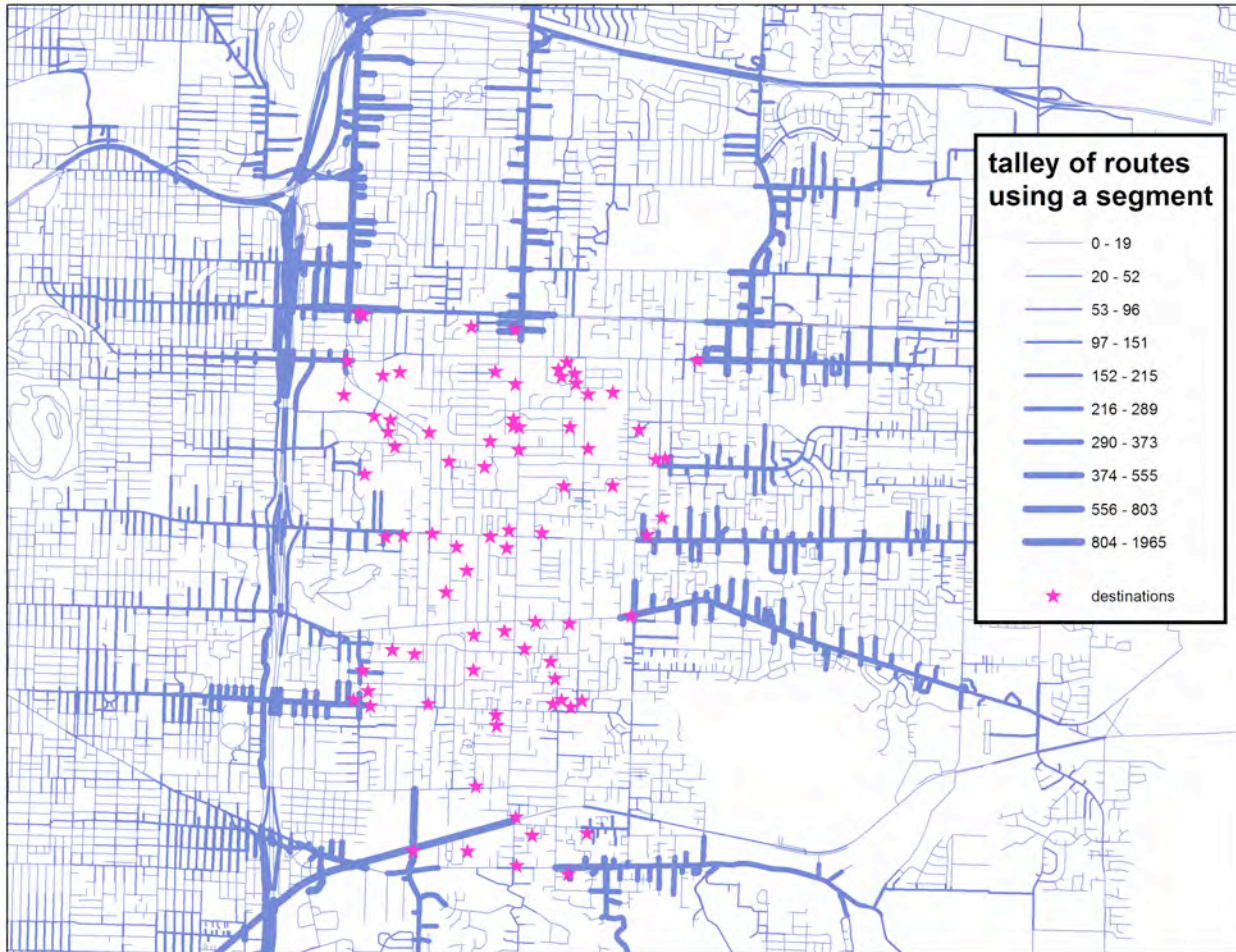 talley of routes
using a segment
0 - 19
20 - 52
53 - 96
97 - 151
152 - 215
216 - 289
290 - 373
374 - 555
556 - 803
804 - 1965
destinations